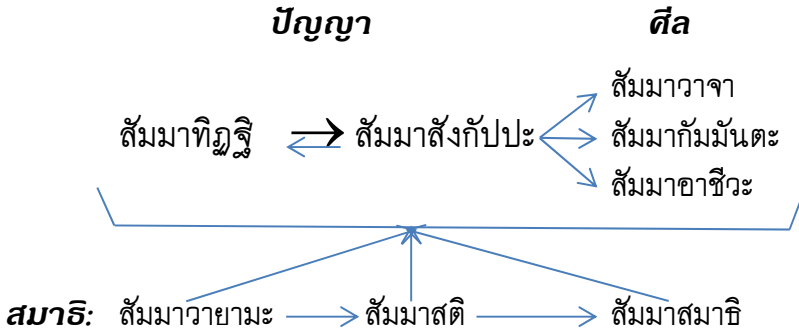 ปัญญา ศีล
สัมมาวาจา
สัมมาทิฏฐิ สัมมาสังกัปปะ สัมมากัมมันตะ
สัมมาอาชีวะ
สมาธิ: สัมมาวายามะ สัมมาสติ สัมมาสมาธิ